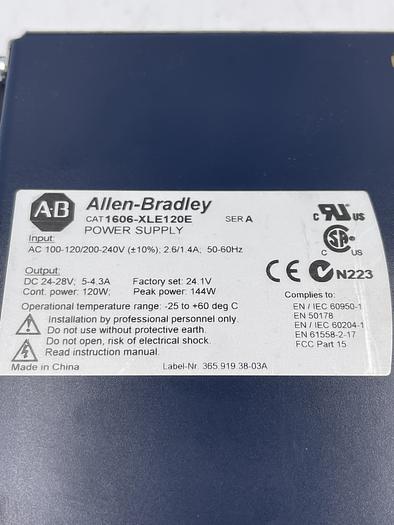 AB Allen-Bradley
CAT 1606-XLE120E SER A
POWER SUPPLY
Input:
AC 100-120/200-240V (±10%); 2.6/1.4A, 50-60Hz
Output:
DC 24-28V; 5-4.3A Factory set: 24.1V
Cont. power: 120W; Peak power: 144W
Operational temperature range: -25 to +60 deg C
Installation by professional personnel only.
Do not use without protective earth.
Do not open, risk of electrical shock.
Read instruction manual.
Made in China Label-Nr. 365.919.38-03A
c RU us
C SA US
CE N223
Complies to:
EN / IEC 60950-1
EN 50178
EN / IEC 60204-1
EN 61558-2-17
FCC Part 15